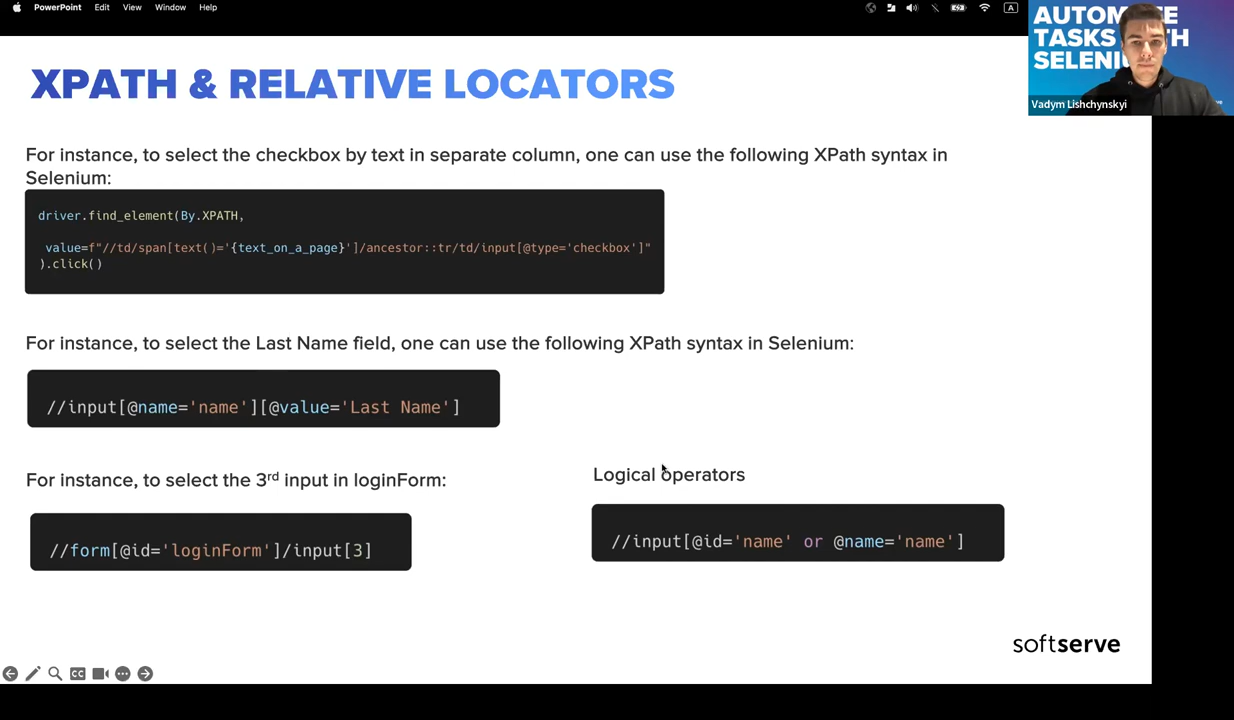 PowerPoint Edit View Window Help
A
AUTOM
TASKS
SELENI
Vadym Lishchynskyi
XPATH & RELATIVE LOCATORS
For instance, to select the checkbox by text in separate column, one can use the following XPath syntax in
Selenium:
driver.find_element(By.XPATH,
value=f"//td/span[text()='{text_on_a_page}']/ancestor::tr/td/input[@type='checkbox']"
).click()
For instance, to select the Last Name field, one can use the following XPath syntax in Selenium:
//input[@name='name'][@value='Last Name']
For instance, to select the 3rd input in loginForm:
//form[@id='loginForm']/input[3]
Logical operators
//input[@id='name' or @name='name']
softserve
CC